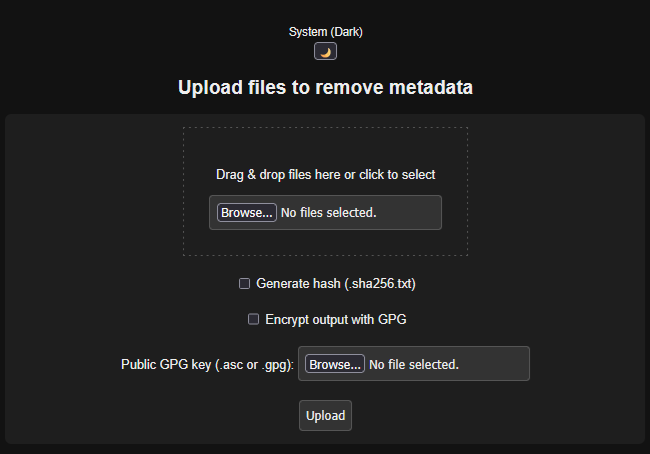 System (Dark)
Upload files to remove metadata
Drag & drop files here or click to select
Browse... No files selected.
Generate hash (.sha256.txt)
Encrypt output with GPG
Public GPG key (.asc or .gpg): Browse... No file selected.
Upload